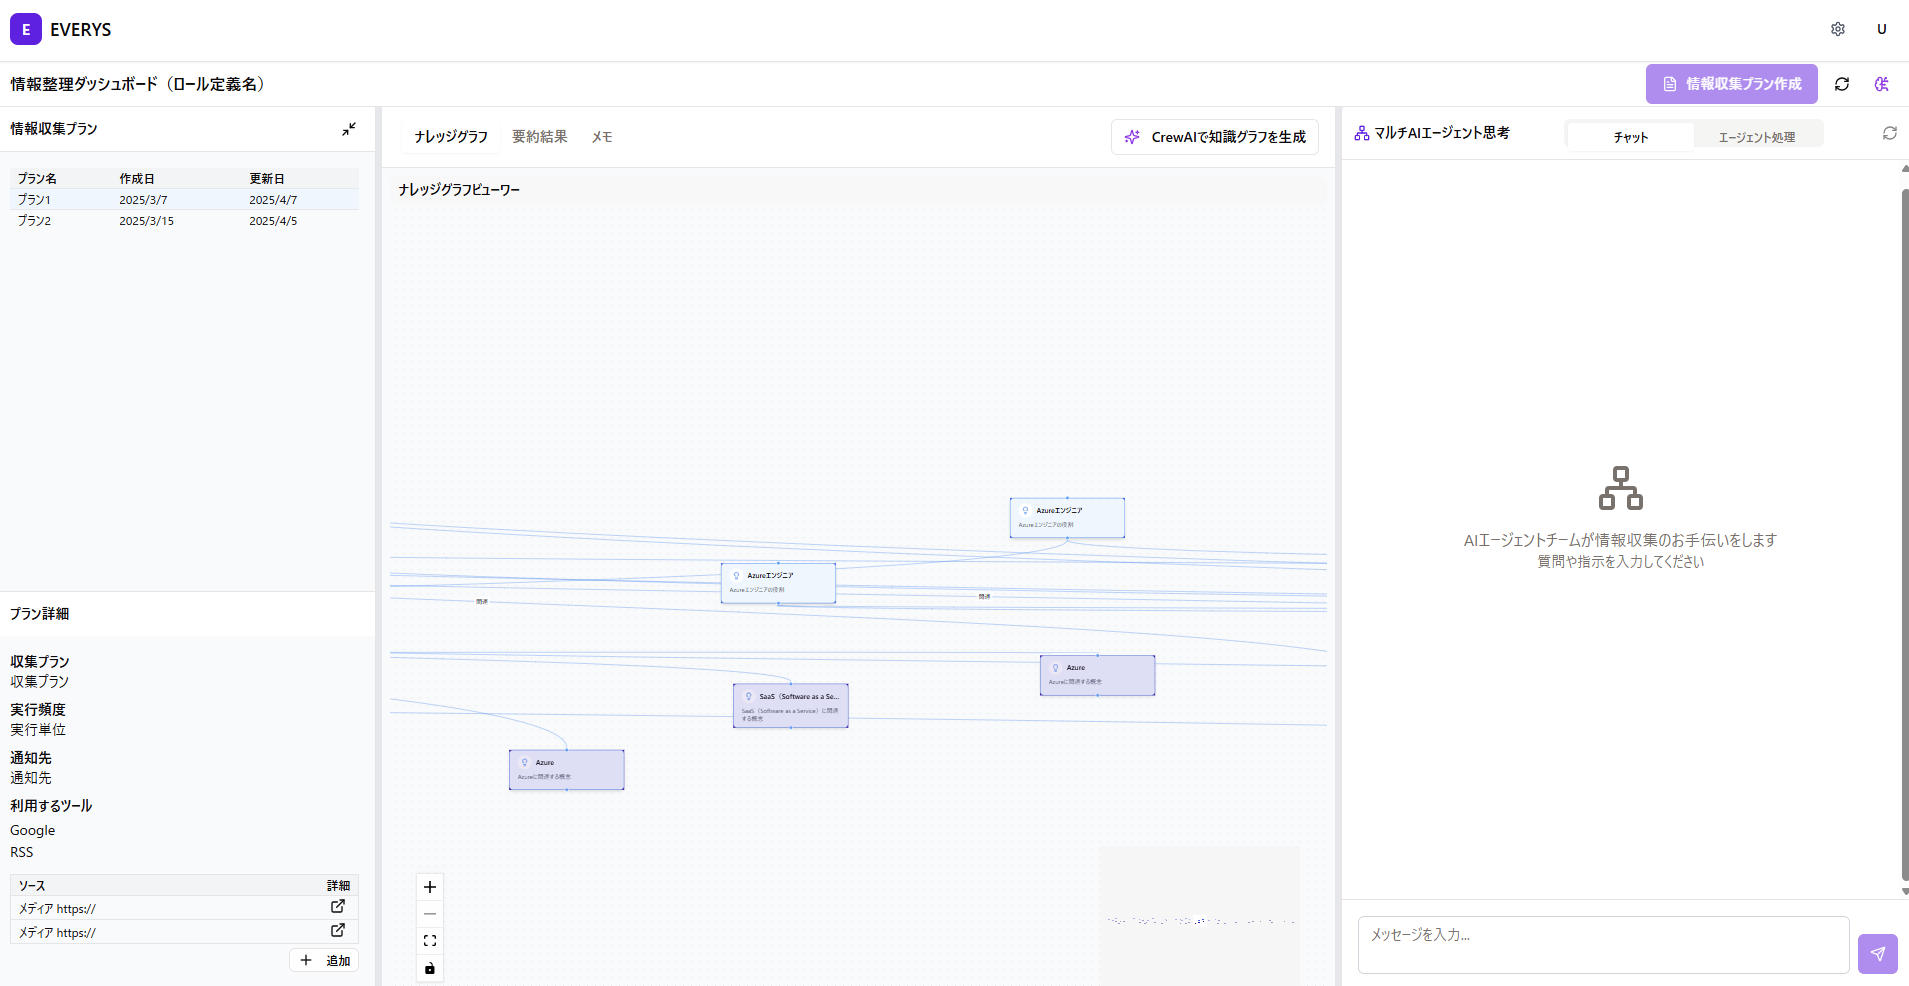 E EVERYS
U
情報整理ダッシュボード（ロール定義名）
情報収集プラン作成
情報収集プラン
プラン名 作成日 更新日
プラン1 2025/3/7 2025/4/7
プラン2 2025/3/15 2025/4/5
プラン詳細
収集プラン
収集プラン
実行頻度
実行単位
通知先
通知先
利用するツール
Google
RSS
ソース 詳細
メディア https://
メディア https://
追加
ナレッジグラフ 要約結果 メモ
CrewAIで知識グラフを生成
ナレッジグラフビューワー
Azureエンジニア
Azureエンジニアの役割
Azureエンジニア
Azureエンジニアの役割
関連
関連
Azure
Azureに関連する概念
SaaS（Software as a Se...
SaaS（Software as a Service）に関連
する概念
Azure
Azureに関連する概念
マルチAIエージェント思考
チャット エージェント処理
AIエージェントチームが情報収集のお手伝いをします
質問や指示を入力してください
メッセージを入力...